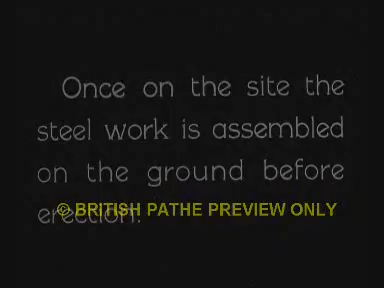 Once on the site the
steel work is assembled
on the ground before
erection.
© BRITISH PATHE PREVIEW ONLY